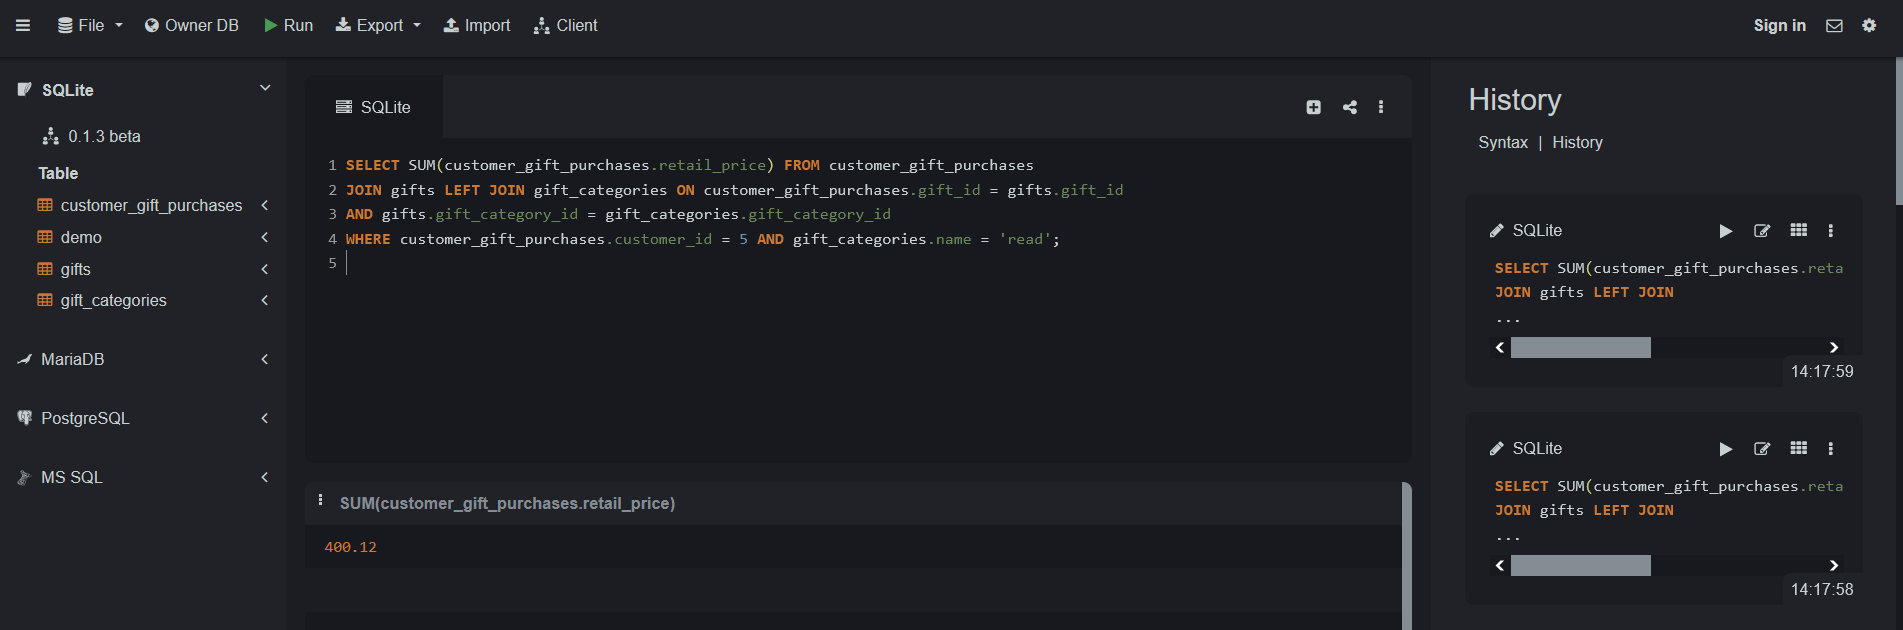 File Owner DB Run Export Import Client Sign in
SQLite
0.1.3 beta
Table
customer_gift_purchases
demo
gifts
gift_categories
MariaDB
PostgreSQL
MS SQL
SQLite
1 SELECT SUM(customer_gift_purchases.retail_price) FROM customer_gift_purchases
2 JOIN gifts LEFT JOIN gift_categories ON customer_gift_purchases.gift_id = gifts.gift_id
3 AND gifts.gift_category_id = gift_categories.gift_category_id
4 WHERE customer_gift_purchases.customer_id = 5 AND gift_categories.name = 'read';
5
SUM(customer_gift_purchases.retail_price)
400.12
History
Syntax | History
SQLite
SELECT SUM(customer_gift_purchases.reta
JOIN gifts LEFT JOIN
...
14:17:59
SQLite
SELECT SUM(customer_gift_purchases.reta
JOIN gifts LEFT JOIN
...
14:17:58